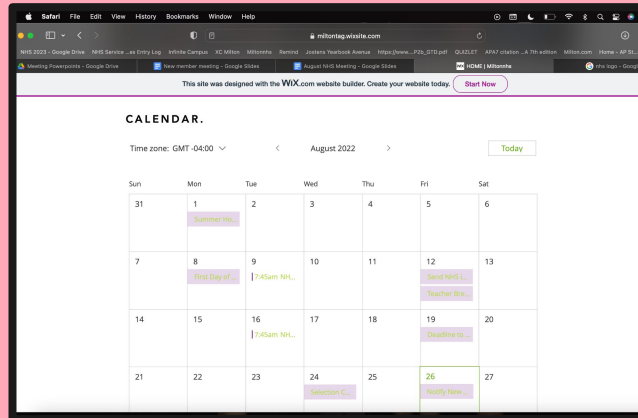 Safari File Edit View History Bookmarks Window Help
miltontag.wixsite.com
NHS 2023 - Google Drive NHS Service ...es Entry Log Infinite Campus XC Milton Miltonnhs Remind Jostens Yearbook Avenue https://www....P2b_DTD.pdf QUIZLET APA7 citation ...A 7th edition Milton.com Home - AP St...
Meeting Powerpoints - Google Drive New member meeting - Google Slides August NHS Meeting - Google Slides WIX HOME | Miltonnhs nhs logo - Googl
This site was designed with the WiX.com website builder. Create your website today. Start Now
CALENDAR.
Time zone: GMT -04:00 < August 2022 > Today
Sun Mon Tue Wed Thu Fri Sat
31 1 2 3 4 5 6
Summer Ho...
7 8 9 10 11 12 13
First Day of ... 7:45am NH... Send NHS i...
Teacher Bre...
14 15 16 17 18 19 20
7:45am NH... Deadline to ...
21 22 23 24 25 26 27
Selection C... Notify New ...